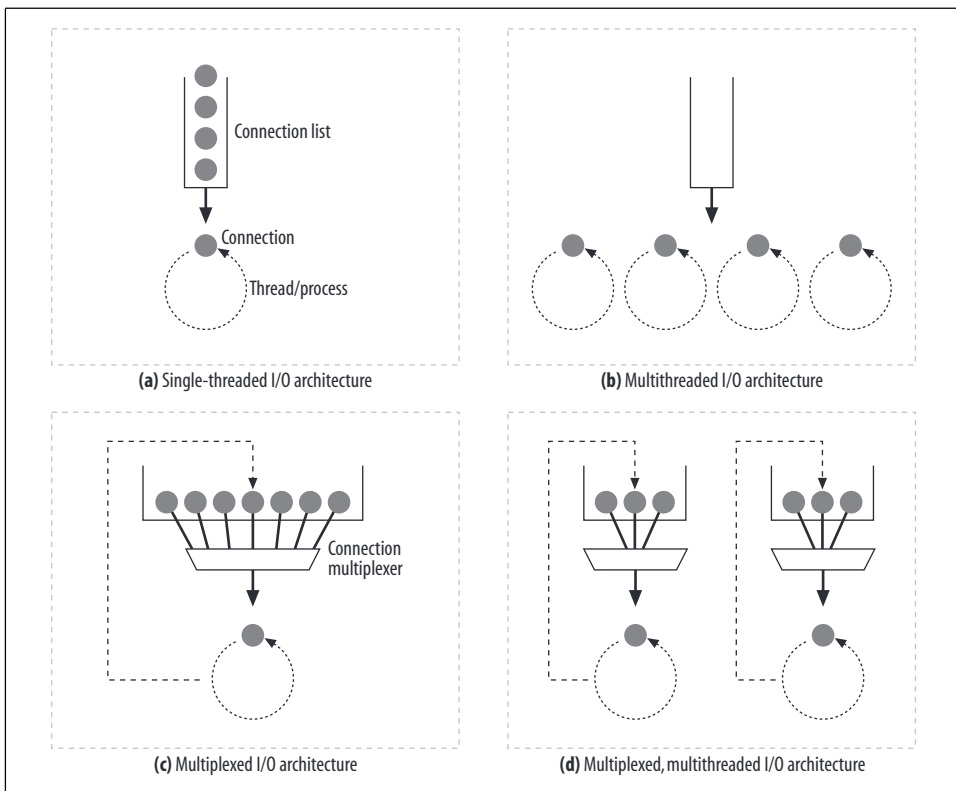 Connection list
Connection
Thread/process
(a) Single-threaded I/O architecture
(b) Multithreaded I/O architecture
Connection
multiplexer
(c) Multiplexed I/O architecture
(d) Multiplexed, multithreaded I/O architecture